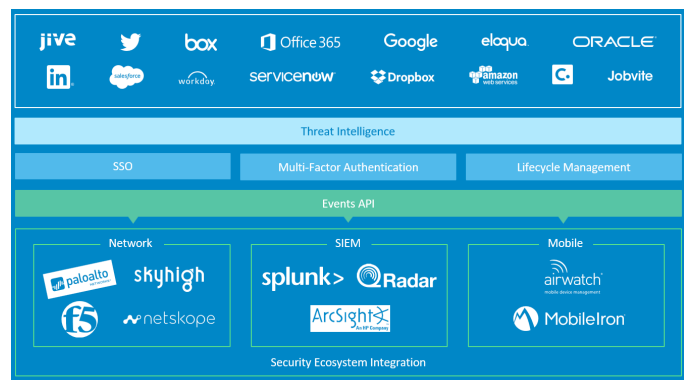 jive box Office 365 Google eloqua ORACLE
in salesforce workday. servicenow Dropbox amazon web services C. Jobvite
Threat Intelligence
SSO Multi-Factor Authentication Lifecycle Management
Events API
Network SIEM Mobile
paloalto skyhigh splunk> QRadar airwatch
mobile device management
f5 netskope ArcSight MobileIron
An HP Company
Security Ecosystem Integration